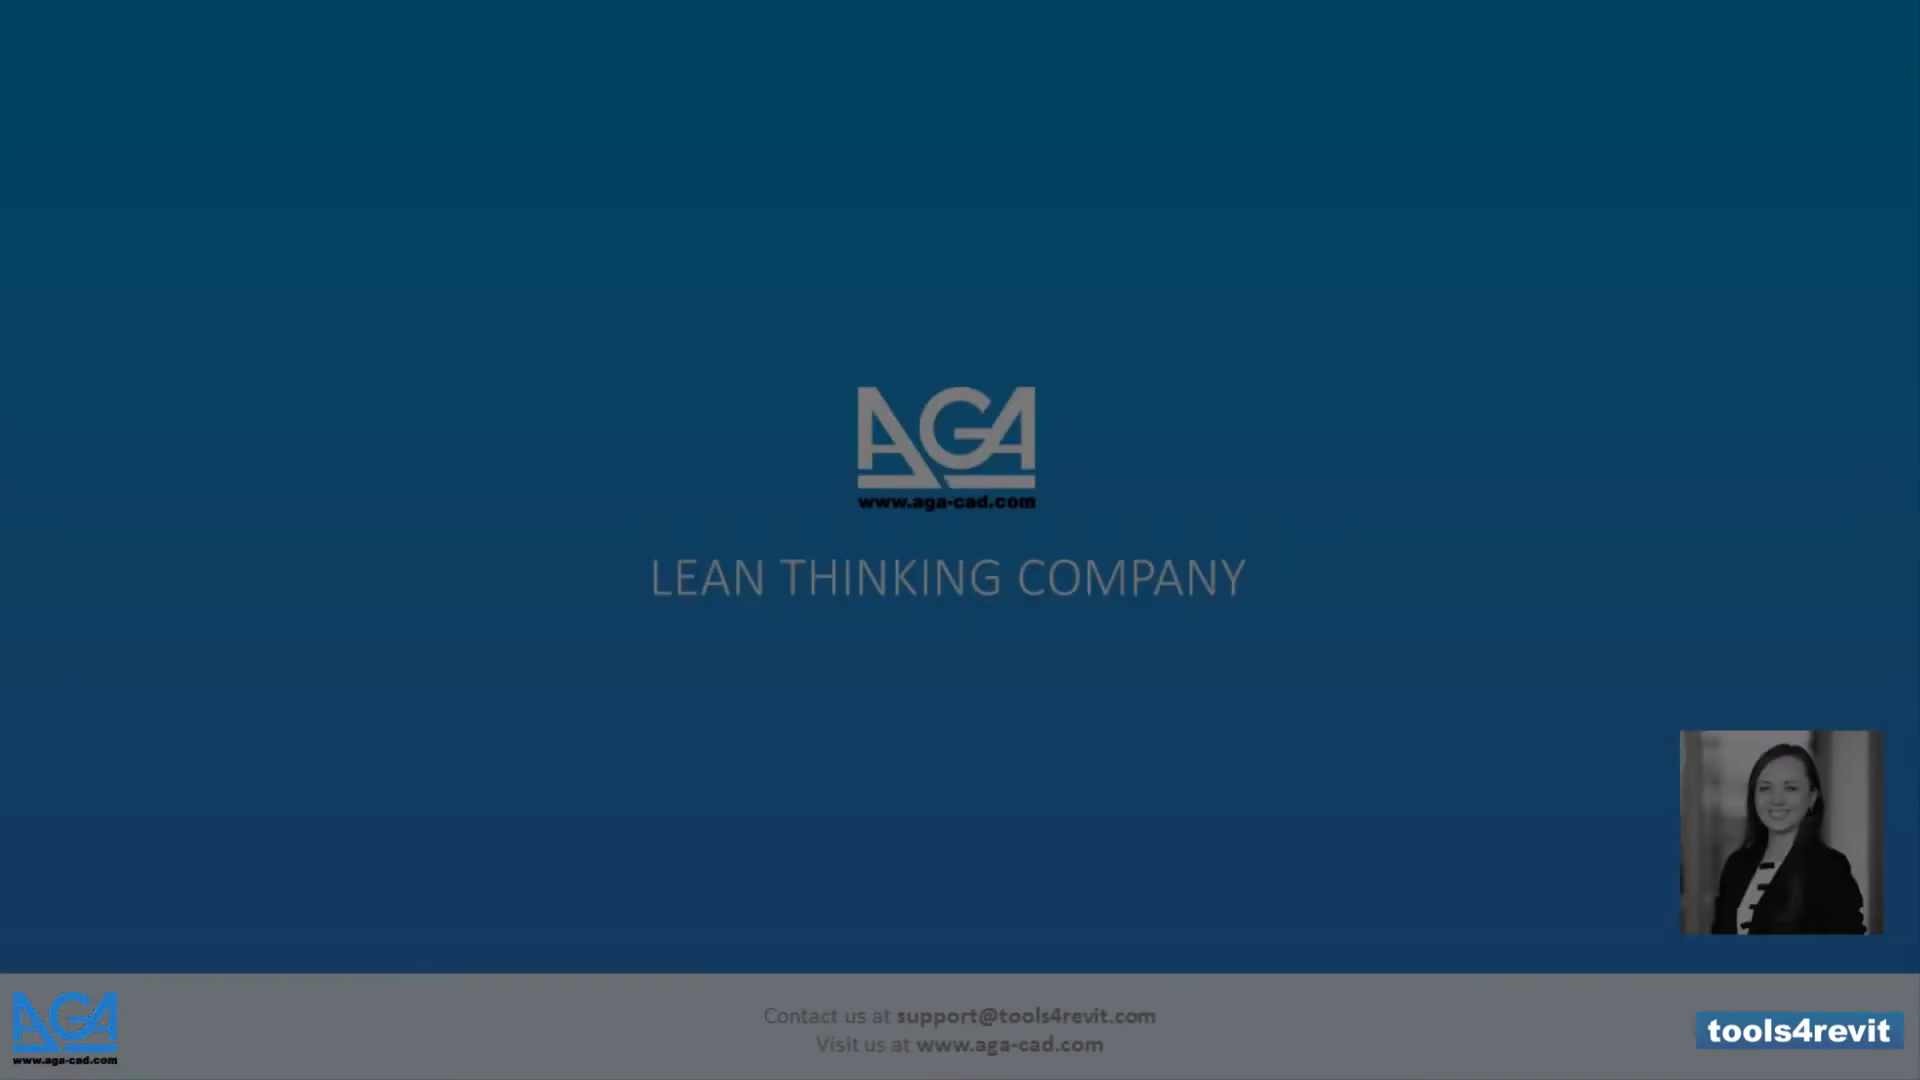 AGA
www.aga-cad.com
LEAN THINKING COMPANY
AGA
www.aga-cad.com
Contact us at support@tools4revit.com
Visit us at www.aga-cad.com
tools4revit